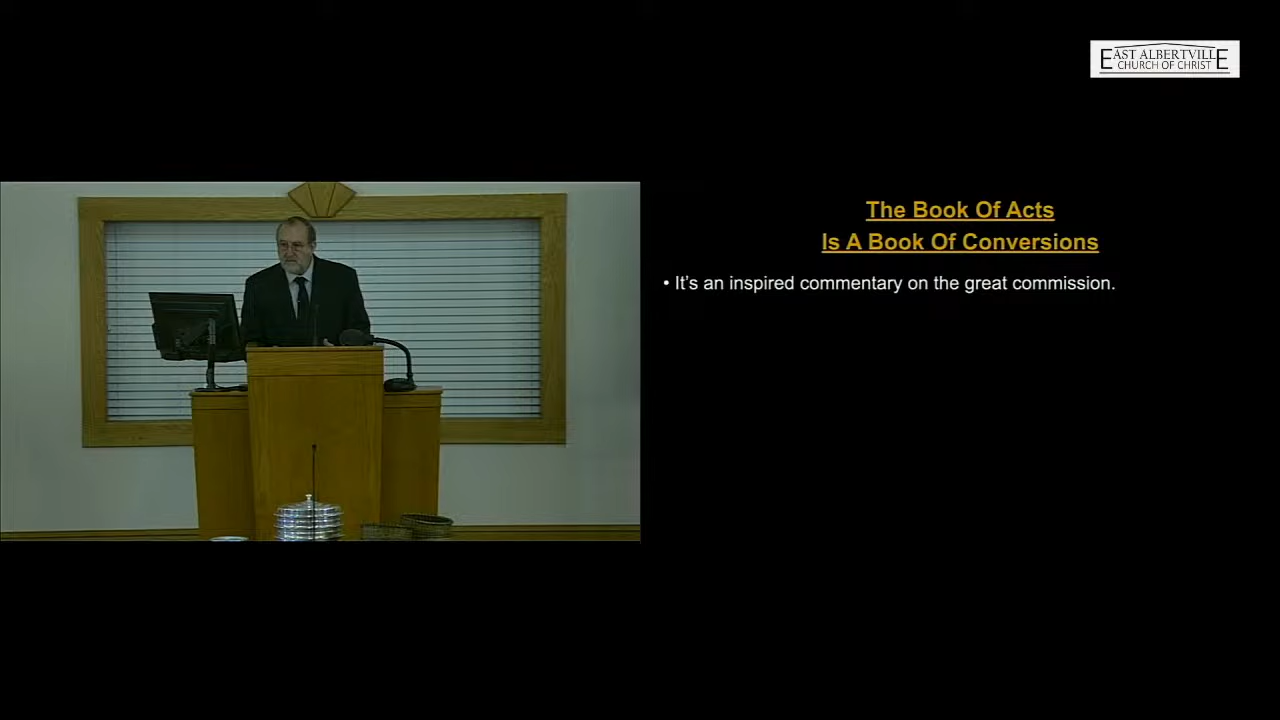 EAST ALBERTVILLE
CHURCH OF CHRIST
The Book Of Acts
Is A Book Of Conversions
• It's an inspired commentary on the great commission.